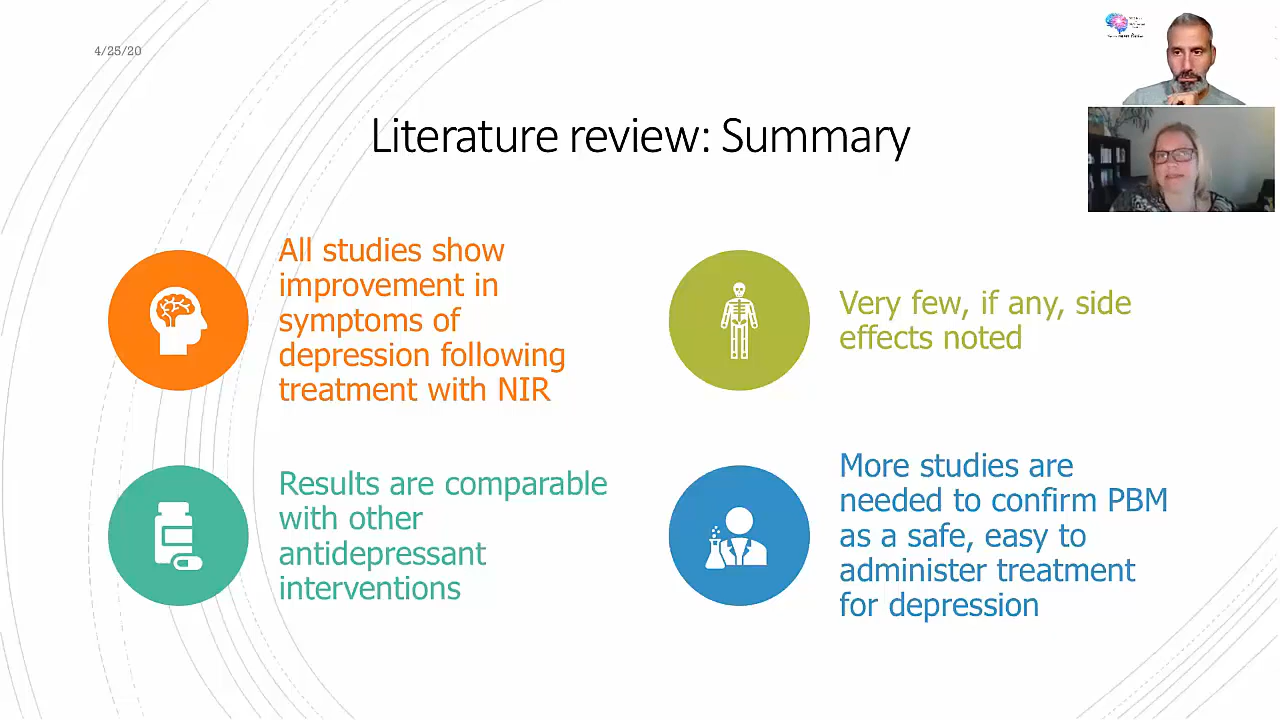 4/25/20
Literature review: Summary
All studies show
improvement in
symptoms of
depression following
treatment with NIR
Very few, if any, side
effects noted
Results are comparable
with other
antidepressant
interventions
More studies are
needed to confirm PBM
as a safe, easy to
administer treatment
for depression